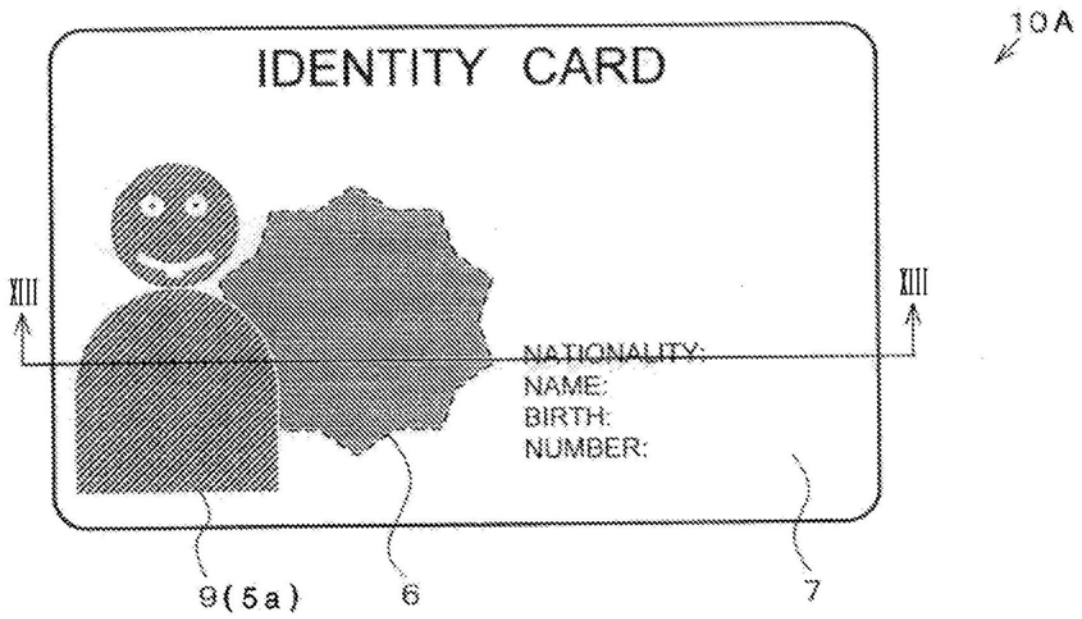 10A
IDENTITY CARD
XIII
XIII
NATIONALITY:
NAME:
BIRTH:
NUMBER:
9(5a)
6
7